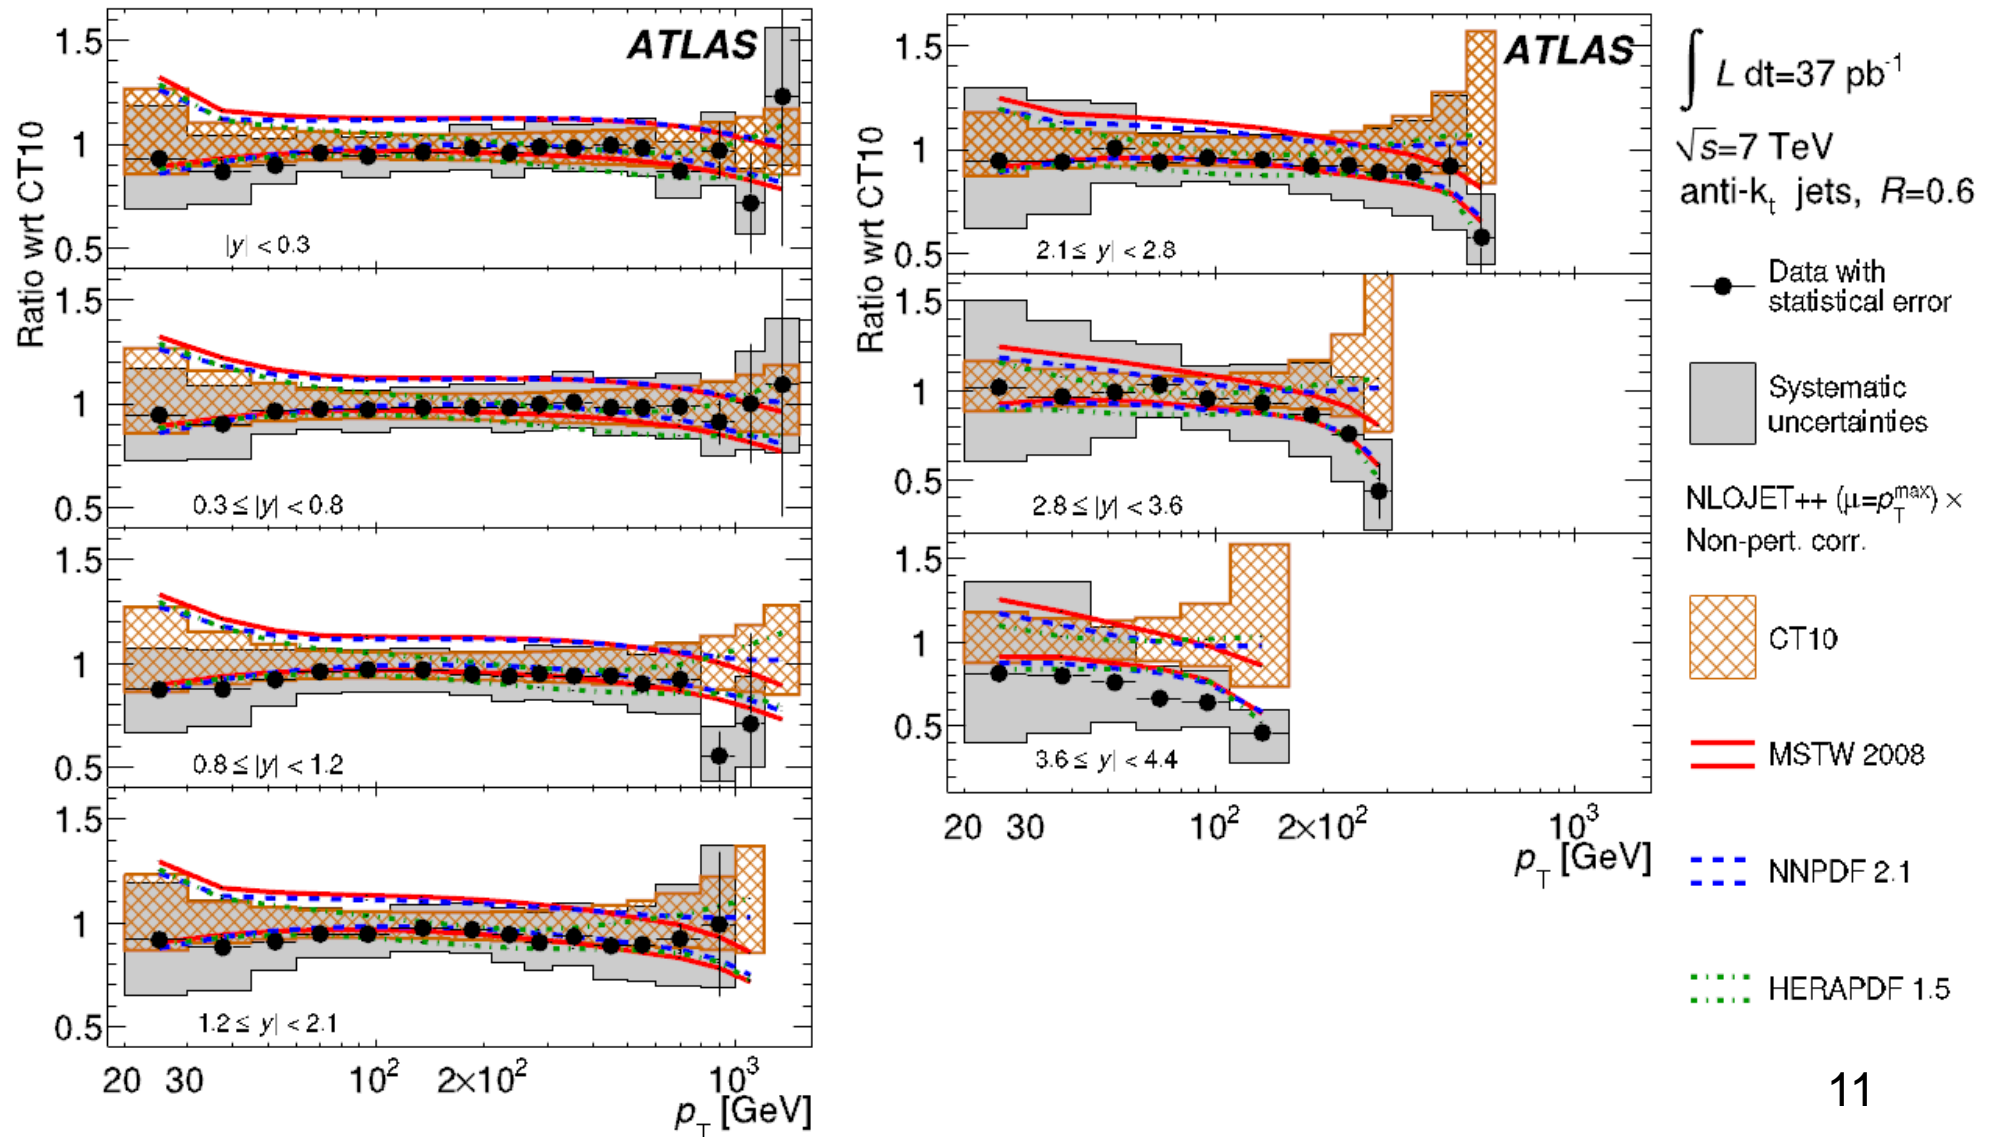 Ratio wrt CT10
ATLAS
1.5
1
0.5
|y| < 0.3
1.5
1
0.5
0.3 ≤ |y| < 0.8
1.5
1
0.5
0.8 ≤ |y| < 1.2
1.5
1
0.5
1.2 ≤ y| < 2.1
20 30 10² 2×10² 10³
p_T [GeV]
Ratio wrt CT10
ATLAS
1.5
1
0.5
2.1 ≤ y| < 2.8
1.5
1
0.5
2.8 ≤ |y| < 3.6
1.5
1
0.5
3.6 ≤ y| < 4.4
20 30 10² 2×10² 10³
p_T [GeV]
∫ L dt=37 pb⁻¹
√s=7 TeV
anti-k_t jets, R=0.6
Data with
statistical error
Systematic
uncertainties
NLOJET++ (μ=p_T^max) ×
Non-pert. corr.
CT10
MSTW 2008
NNPDF 2.1
HERAPDF 1.5
11